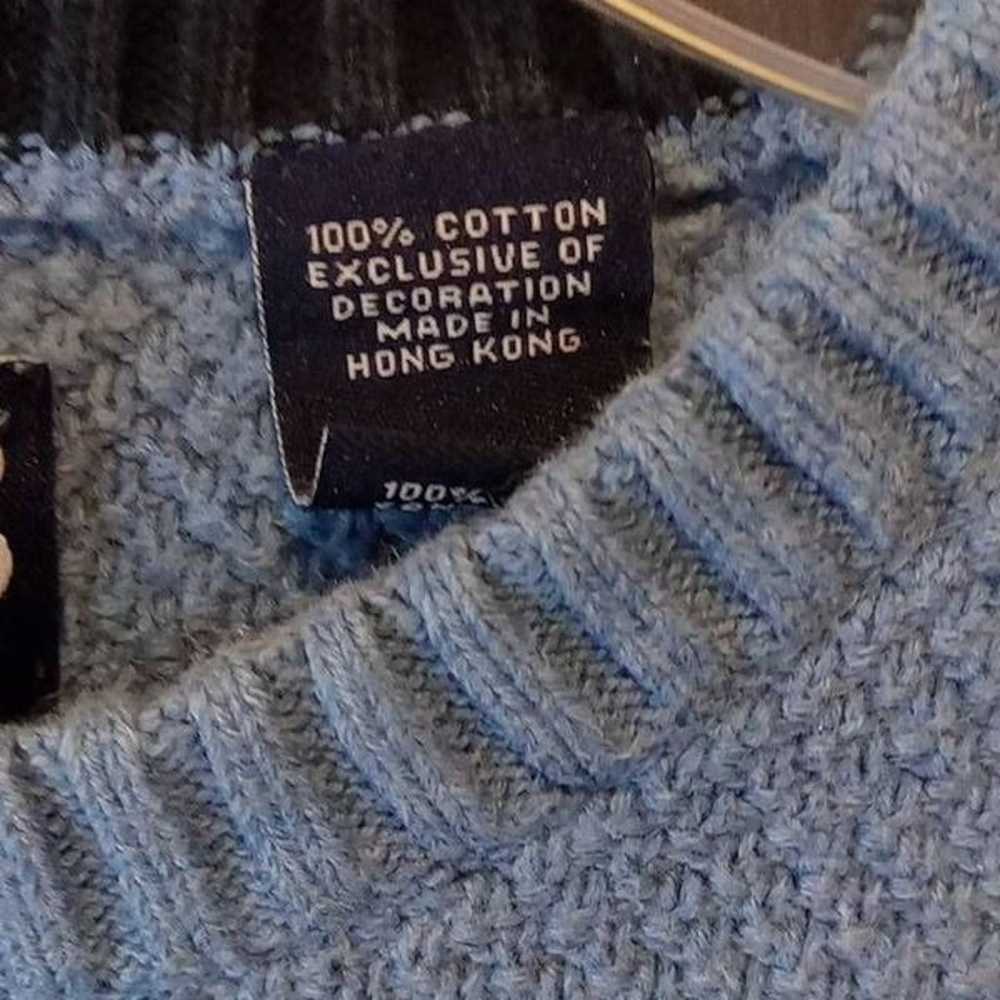 100% COTTON
EXCLUSIVE OF
DECORATION
MADE IN
HONG KONG
100%